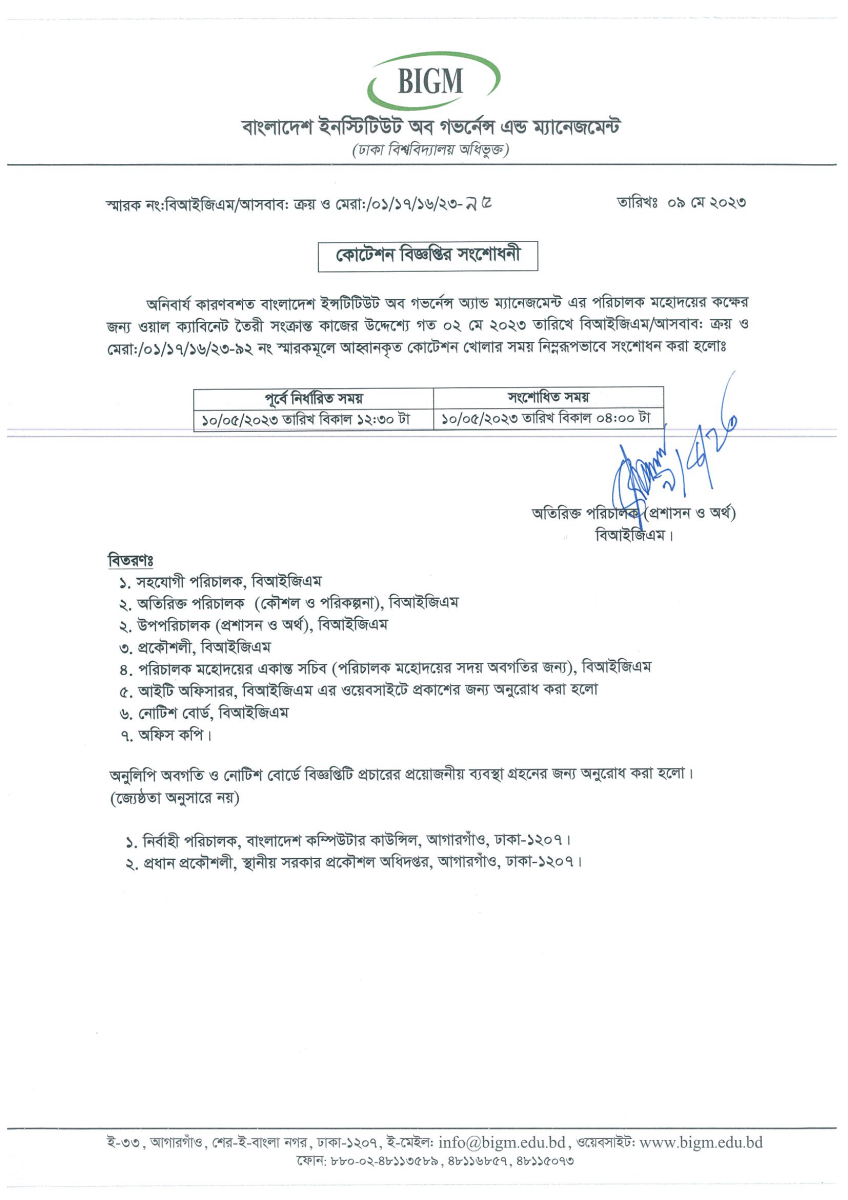 BIGM
বাংলাদেশ ইনস্টিটিউট অব গভর্নেন্স এন্ড ম্যানেজমেন্ট
(ঢাকা বিশ্ববিদ্যালয় অধিভুক্ত)
স্মারক নং:বিআইজিএম/আসবাব: ক্রয় ও মেরা:/০১/১৭/১৬/২৩- তারিখঃ ০৯ মে ২০২৩
কোটেশন বিজ্ঞপ্তির সংশোধনী
অনিবার্য কারণবশত বাংলাদেশ ইন্সটিটিউট অব গভর্নেন্স অ্যান্ড ম্যানেজমেন্ট এর পরিচালক মহোদয়ের কক্ষের
জন্য ওয়াল ক্যাবিনেট তৈরী সংক্রান্ত কাজের উদ্দেশ্যে গত ০২ মে ২০২৩ তারিখে বিআইজিএম/আসবাব: ক্রয় ও
মেরা:/০১/১৭/১৬/২৩-৯২ নং স্মারকমূলে আহ্বানকৃত কোটেশন খোলার সময় নিম্নরূপভাবে সংশোধন করা হলোঃ
পূর্বে নির্ধারিত সময় সংশোধিত সময়
১০/০৫/২০২৩ তারিখ বিকাল ১২:৩০ টা ১০/০৫/২০২৩ তারিখ বিকাল ০৪:০০ টা
অতিরিক্ত পরিচালক (প্রশাসন ও অর্থ)
বিআইজিএম।
বিতরণঃ
১. সহযোগী পরিচালক, বিআইজিএম
২. অতিরিক্ত পরিচালক (কৌশল ও পরিকল্পনা), বিআইজিএম
২. উপপরিচালক (প্রশাসন ও অর্থ), বিআইজিএম
৩. প্রকৌশলী, বিআইজিএম
৪. পরিচালক মহোদয়ের একান্ত সচিব (পরিচালক মহোদয়ের সদয় অবগতির জন্য), বিআইজিএম
৫. আইটি অফিসারর, বিআইজিএম এর ওয়েবসাইটে প্রকাশের জন্য অনুরোধ করা হলো
৬. নোটিশ বোর্ড, বিআইজিএম
৭. অফিস কপি।
অনুলিপি অবগতি ও নোটিশ বোর্ডে বিজ্ঞপ্তিটি প্রচারের প্রয়োজনীয় ব্যবস্থা গ্রহনের জন্য অনুরোধ করা হলো।
(জ্যেষ্ঠতা অনুসারে নয়)
১. নির্বাহী পরিচালক, বাংলাদেশ কম্পিউটার কাউন্সিল, আগারগাঁও, ঢাকা-১২০৭।
২. প্রধান প্রকৌশলী, স্থানীয় সরকার প্রকৌশল অধিদপ্তর, আগারগাঁও, ঢাকা-১২০৭।
ই-৩৩, আগারগাঁও, শের-ই-বাংলা নগর, ঢাকা-১২০৭, ই-মেইল: info@bigm.edu.bd, ওয়েবসাইট: www.bigm.edu.bd
ফোন: ৮৮০-০২-৪৮১১৩৫৮৯, ৪৮১১৬৮৫৭, ৪৮১১৫০৭৩